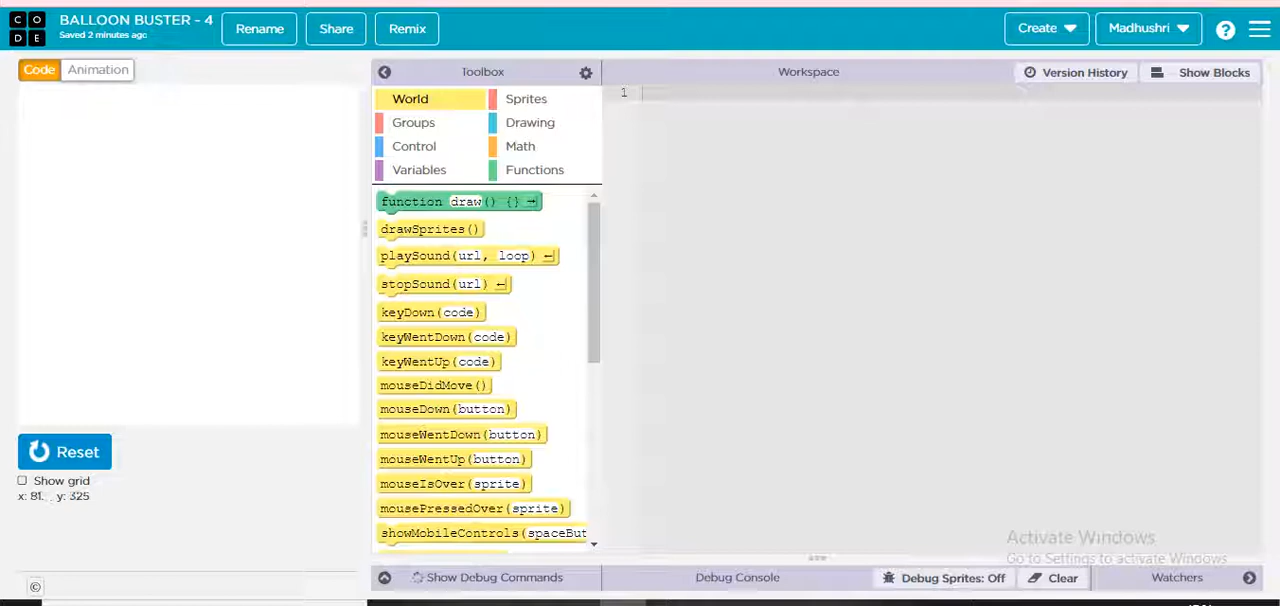 CODE
BALLOON BUSTER - 4
Saved 2 minutes ago
Rename
Share
Remix
Create
Madhushri
?
Code
Animation
Toolbox
Workspace
Version History
Show Blocks
World
Sprites
Groups
Drawing
Control
Math
Variables
Functions
function draw() {}
drawSprites()
playSound(url, loop)
stopSound(url)
keyDown(code)
keyWentDown(code)
keyWentUp(code)
mouseDidMove()
mouseDown(button)
mouseWentDown(button)
mouseWentUp(button)
mouseIsOver(sprite)
mousePressedOver(sprite)
showMobileControls(spaceBut
1
Reset
Show grid
x: 81, y: 325
Activate Windows
Go to Settings to activate Windows
©
Show Debug Commands
Debug Console
Debug Sprites: Off
Clear
Watchers